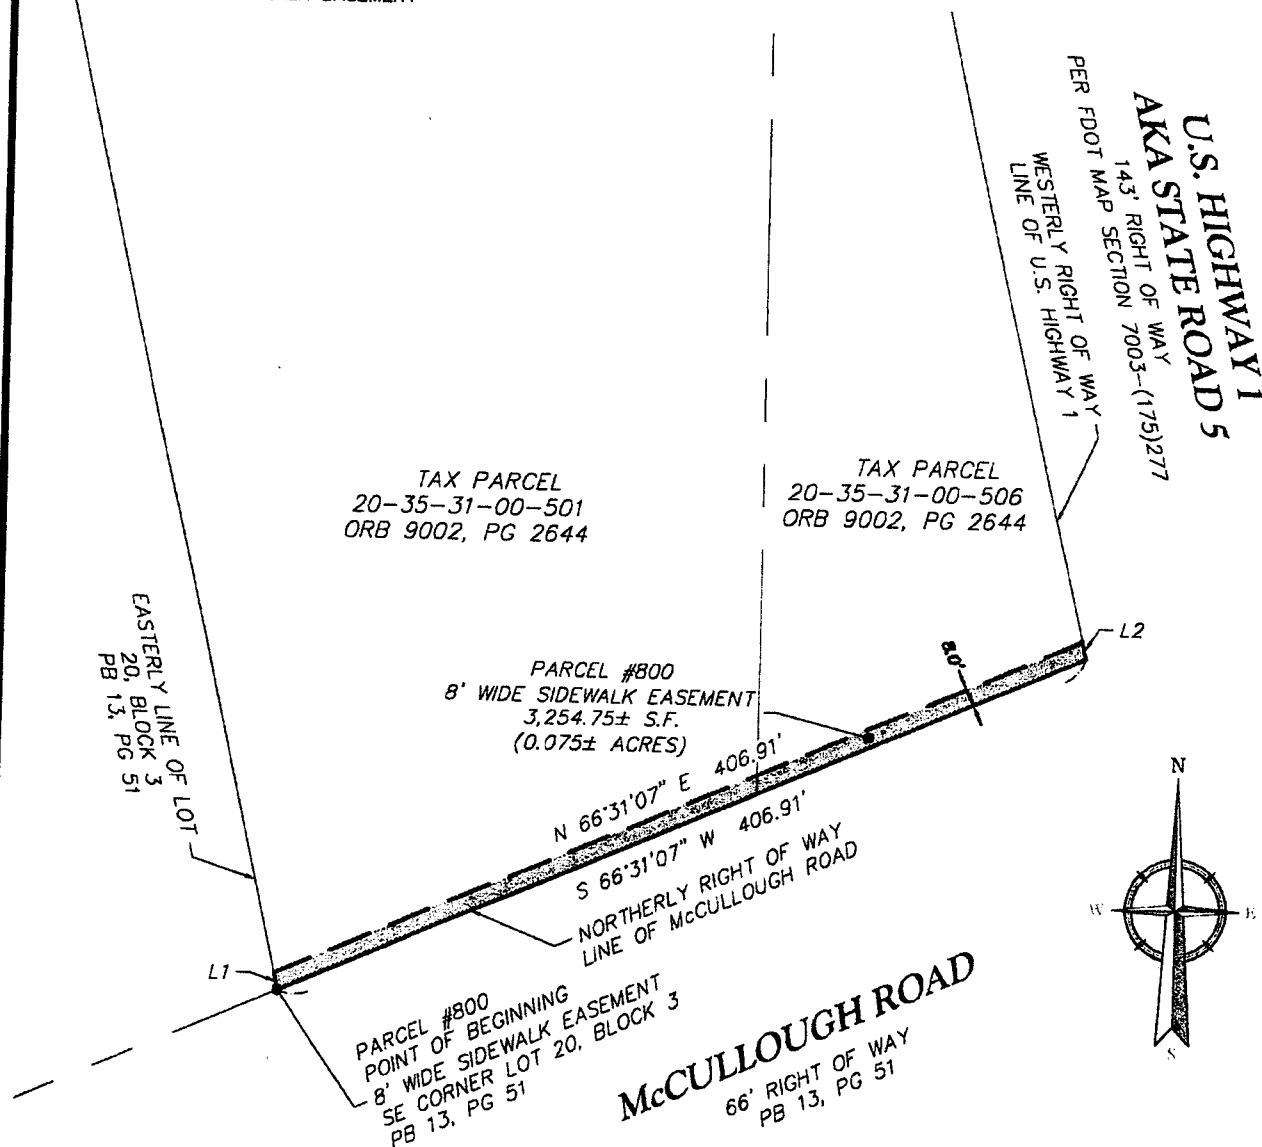 U.S. HIGHWAY 1
AKA STATE ROAD 5
143' RIGHT OF WAY
PER FDOT MAP SECTION 7003-(175)277
WESTERLY RIGHT OF WAY
LINE OF U.S. HIGHWAY 1
TAX PARCEL
20-35-31-00-501
ORB 9002, PG 2644
TAX PARCEL
20-35-31-00-506
ORB 9002, PG 2644
EASTERLY LINE OF LOT
20, BLOCK 3
PB 13, PG 51
PARCEL #800
8' WIDE SIDEWALK EASEMENT
3,254.75± S.F.
(0.075± ACRES)
8.0'
L2
N 66°31'07" E 406.91'
S 66°31'07" W 406.91'
NORTHERLY RIGHT OF WAY
LINE OF McCULLOUGH ROAD
L1
PARCEL #800
POINT OF BEGINNING
8' WIDE SIDEWALK EASEMENT
SE CORNER LOT 20, BLOCK 3
PB 13, PG 51
McCULLOUGH ROAD
66' RIGHT OF WAY
PB 13, PG 51
N
W
E
S